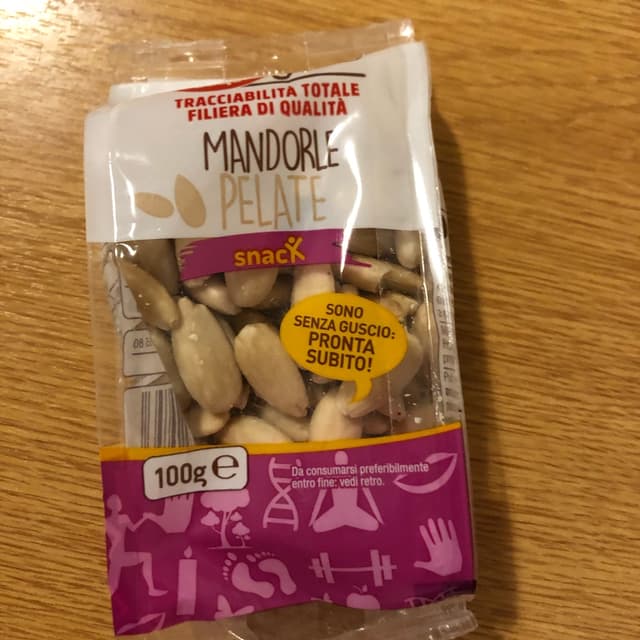 TRACCIABILITÀ TOTALE
FILIERA DI QUALITÀ
MANDORLE
PELATE
snack
SONO
SENZA GUSCIO:
PRONTA
SUBITO!
100g e
Da consumarsi preferibilmente
entro fine: vedi retro.